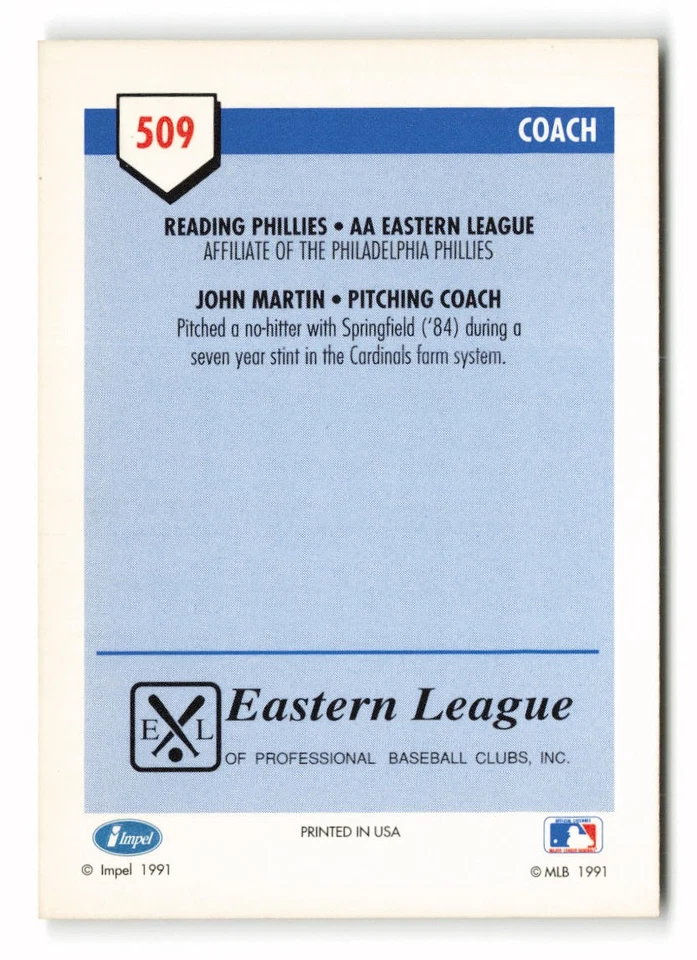 509
COACH
READING PHILLIES • AA EASTERN LEAGUE
AFFILIATE OF THE PHILADELPHIA PHILLIES
JOHN MARTIN • PITCHING COACH
Pitched a no-hitter with Springfield ('84) during a
seven year stint in the Cardinals farm system.
E L Eastern League
OF PROFESSIONAL BASEBALL CLUBS, INC.
Impel
PRINTED IN USA
© Impel 1991
© MLB 1991